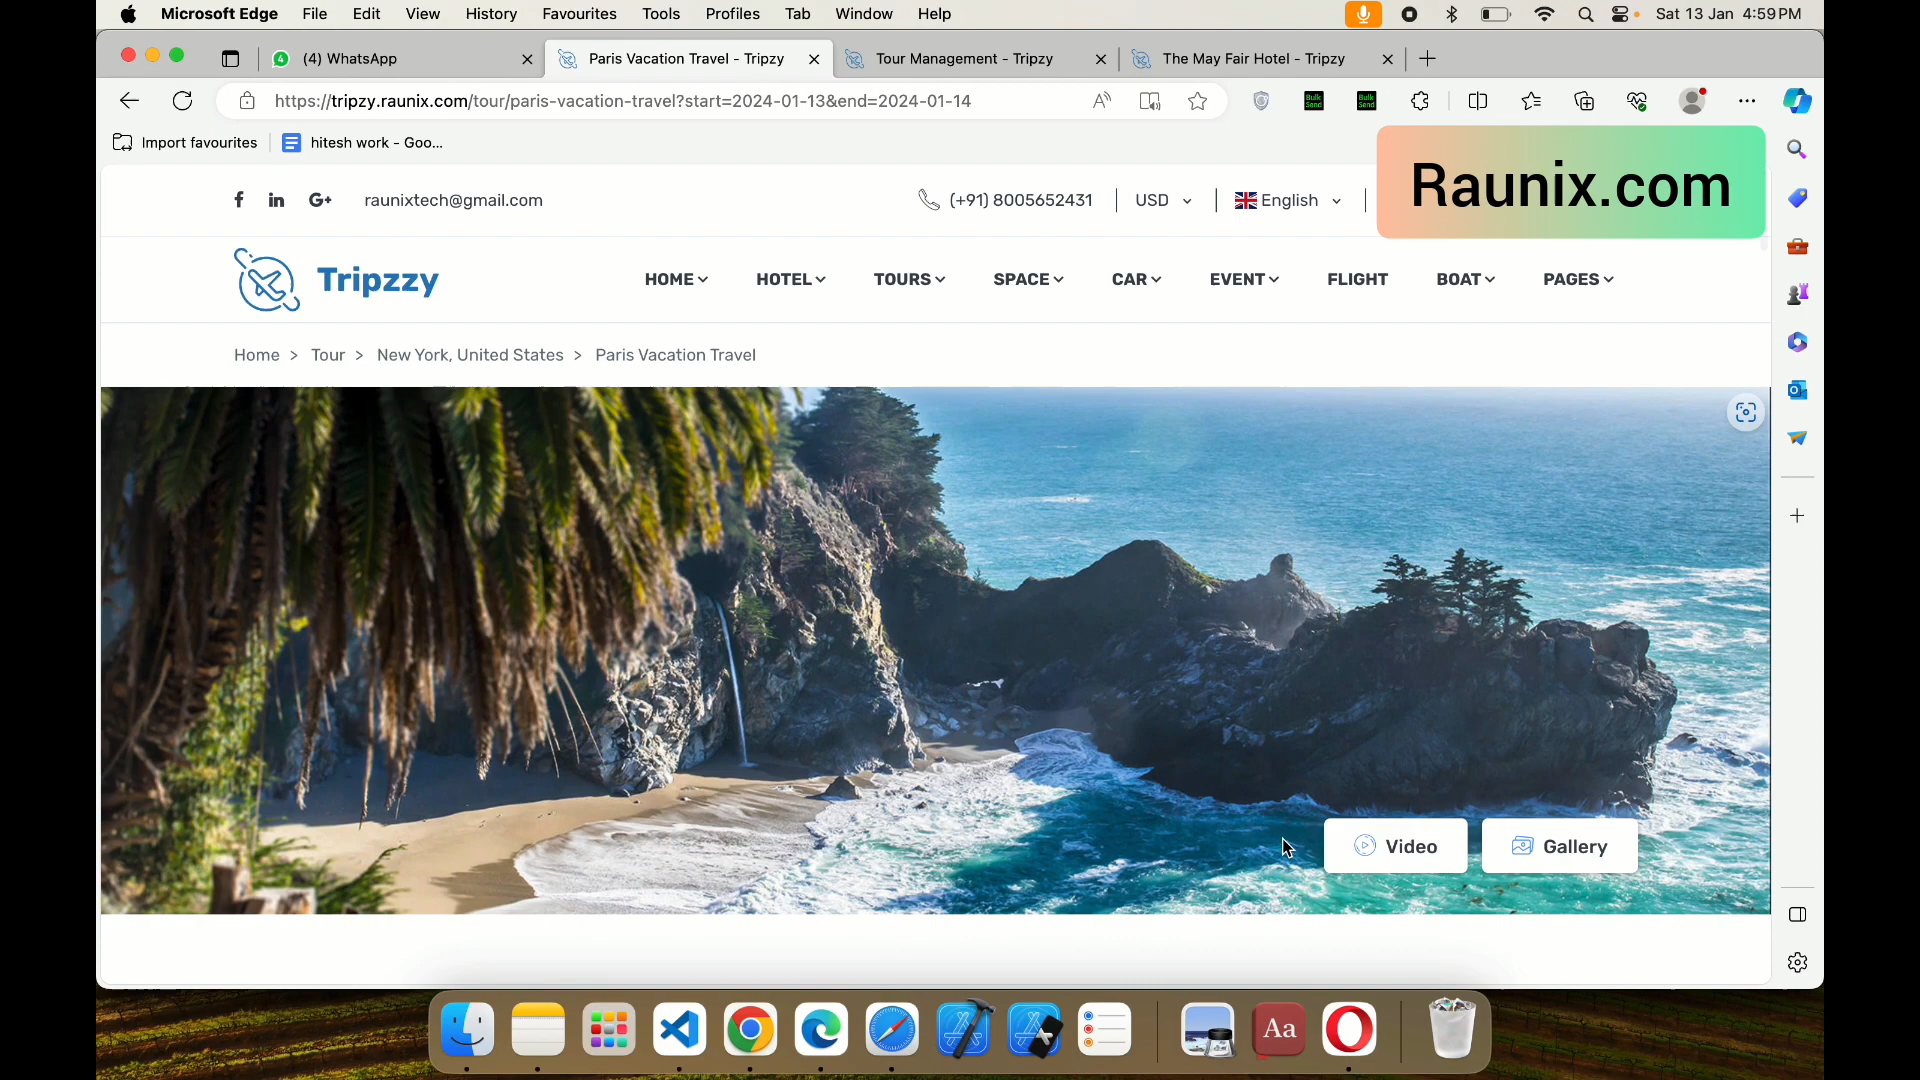 Microsoft Edge File Edit View History Favourites Tools Profiles Tab Window Help Sat 13 Jan 4:59 PM
(4) WhatsApp Paris Vacation Travel - Tripzy Tour Management - Tripzy The May Fair Hotel - Tripzy
https://tripzy.raunix.com/tour/paris-vacation-travel?start=2024-01-13&end=2024-01-14
Import favourites hitesh work - Goo...
Raunix.com
G+ raunixtech@gmail.com (+91) 8005652431 USD English
Tripzzy HOME HOTEL TOURS SPACE CAR EVENT FLIGHT BOAT PAGES
Home > Tour > New York, United States > Paris Vacation Travel
Video Gallery
Aa